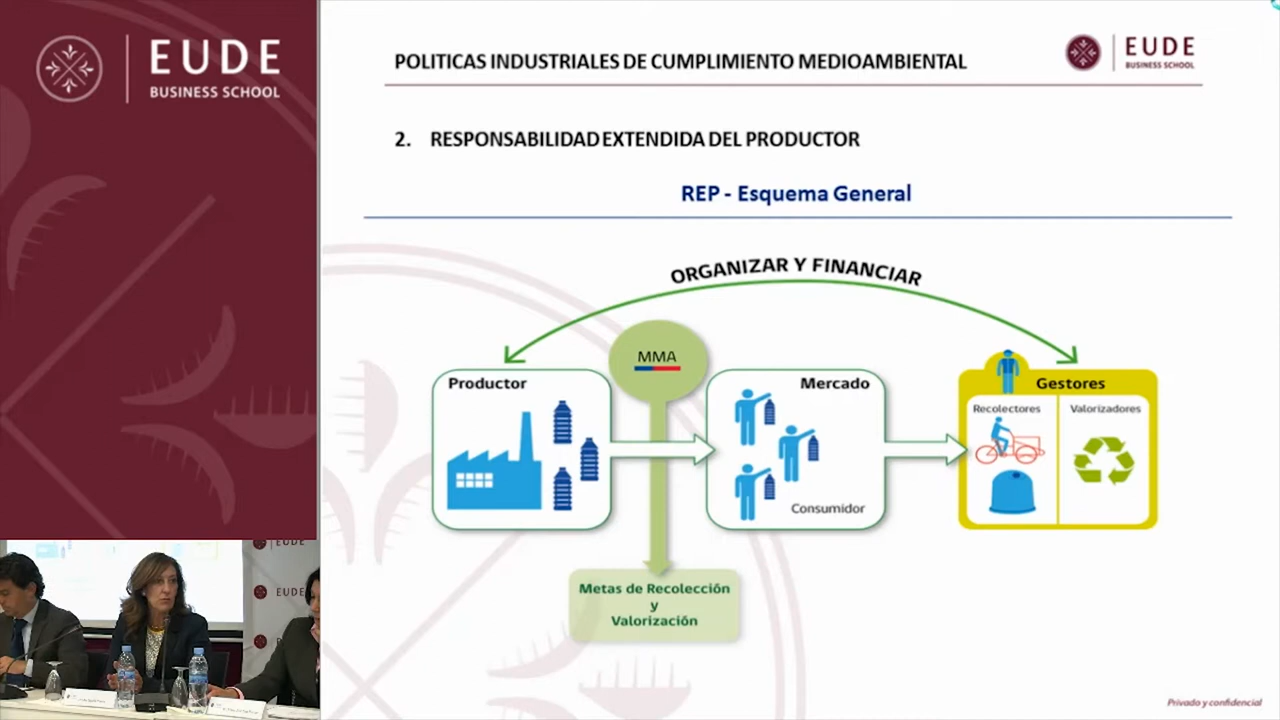 EUDE
BUSINESS SCHOOL
POLITICAS INDUSTRIALES DE CUMPLIMIENTO MEDIOAMBIENTAL
EUDE
BUSINESS SCHOOL
2. RESPONSABILIDAD EXTENDIDA DEL PRODUCTOR
REP - Esquema General
ORGANIZAR Y FINANCIAR
MMA
Productor
Mercado
Consumidor
Gestores
Recolectores
Valorizadores
Metas de Recolección
y
Valorización
EUDE
EUDE
Privado y confidencial